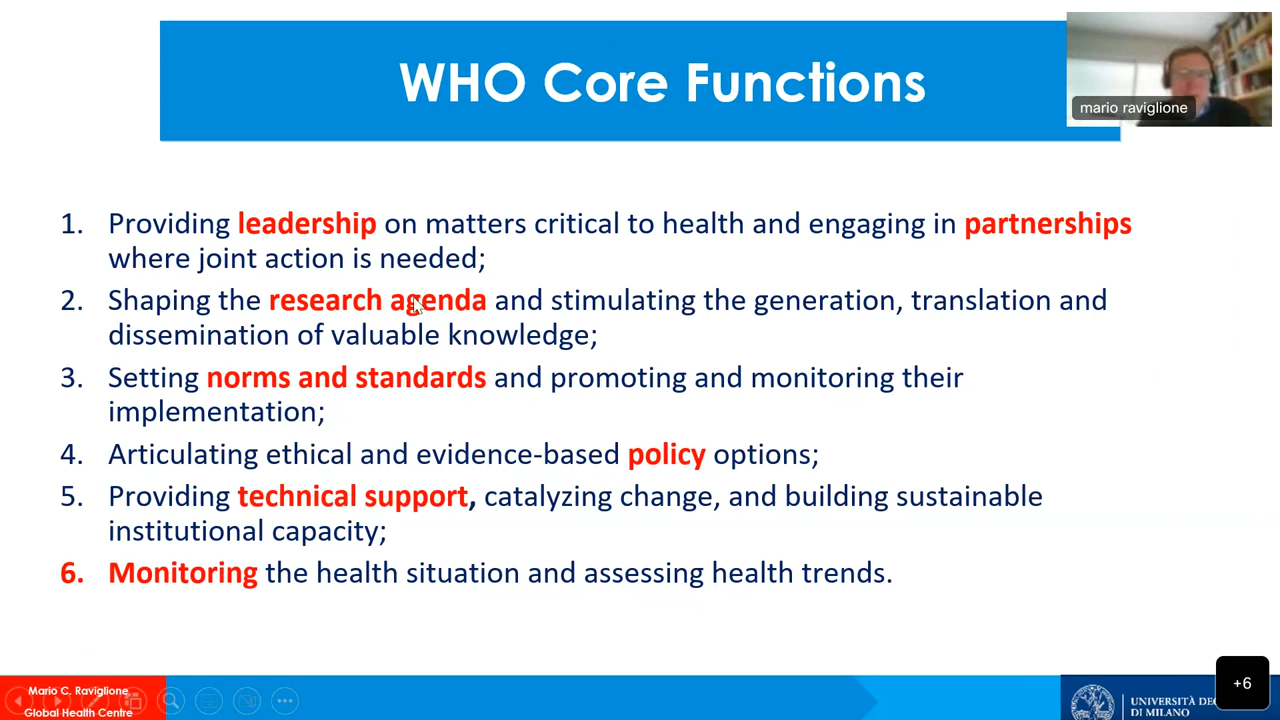 WHO Core Functions
mario raviglione
1. Providing leadership on matters critical to health and engaging in partnerships
where joint action is needed;
2. Shaping the research agenda and stimulating the generation, translation and
dissemination of valuable knowledge;
3. Setting norms and standards and promoting and monitoring their
implementation;
4. Articulating ethical and evidence-based policy options;
5. Providing technical support, catalyzing change, and building sustainable
institutional capacity;
6. Monitoring the health situation and assessing health trends.
Mario C. Raviglione
Global Health Centre
UNIVERSITÀ
DI MILANO
+6